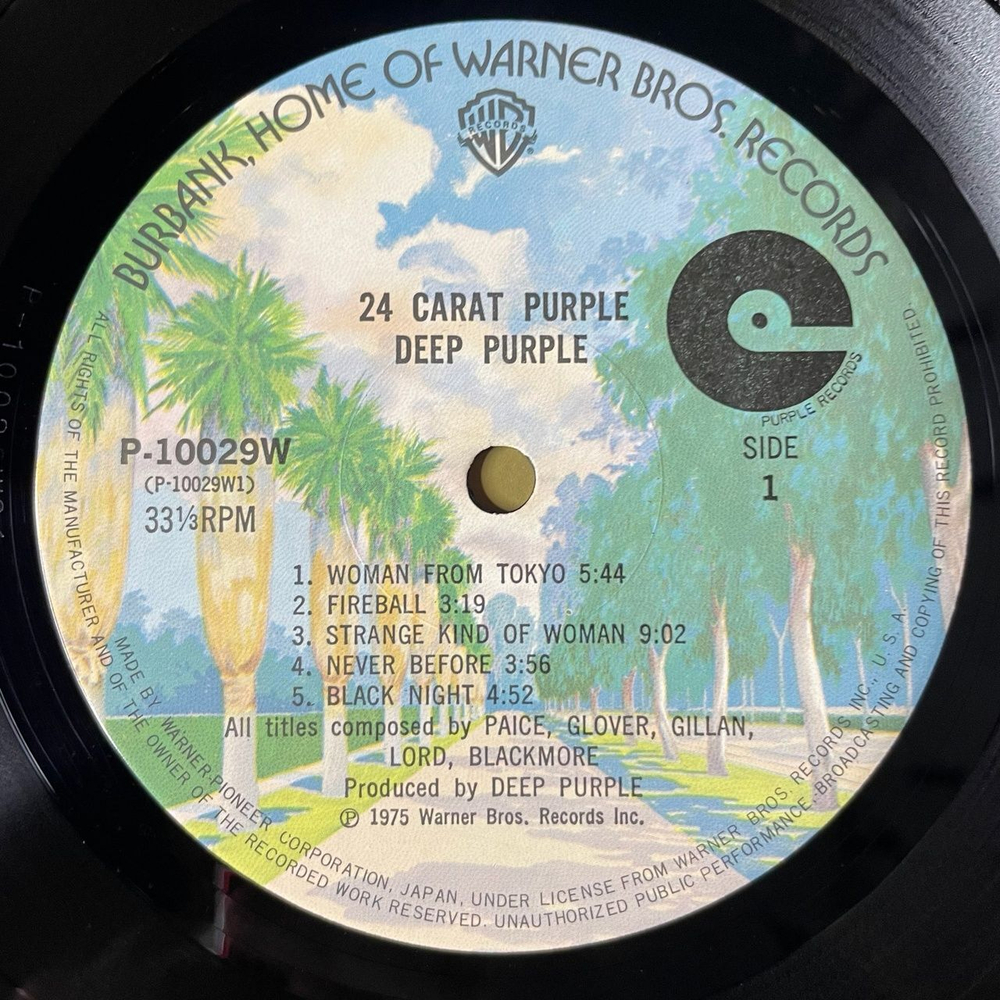 BURBANK, HOME OF WARNER BROS. RECORDS
W RECORDS
24 CARAT PURPLE
DEEP PURPLE
PURPLE RECORDS
P-10029W
(P-10029W1)
33⅓RPM
SIDE
1
1. WOMAN FROM TOKYO 5:44
2. FIREBALL 3:19
3. STRANGE KIND OF WOMAN 9:02
4. NEVER BEFORE 3:56
5. BLACK NIGHT 4:52
All titles composed by PAICE, GLOVER, GILLAN,
LORD, BLACKMORE
Produced by DEEP PURPLE
Ⓟ 1975 Warner Bros. Records Inc.
MADE BY WARNER-PIONEER CORPORATION, JAPAN, UNDER LICENSE FROM WARNER BROS. RECORDS INC., U. S. A.
ALL RIGHTS OF THE MANUFACTURER AND OF THE OWNER OF THE RECORDED WORK RESERVED. UNAUTHORIZED PUBLIC PERFORMANCE, BROADCASTING AND COPYING OF THIS RECORD PROHIBITED.